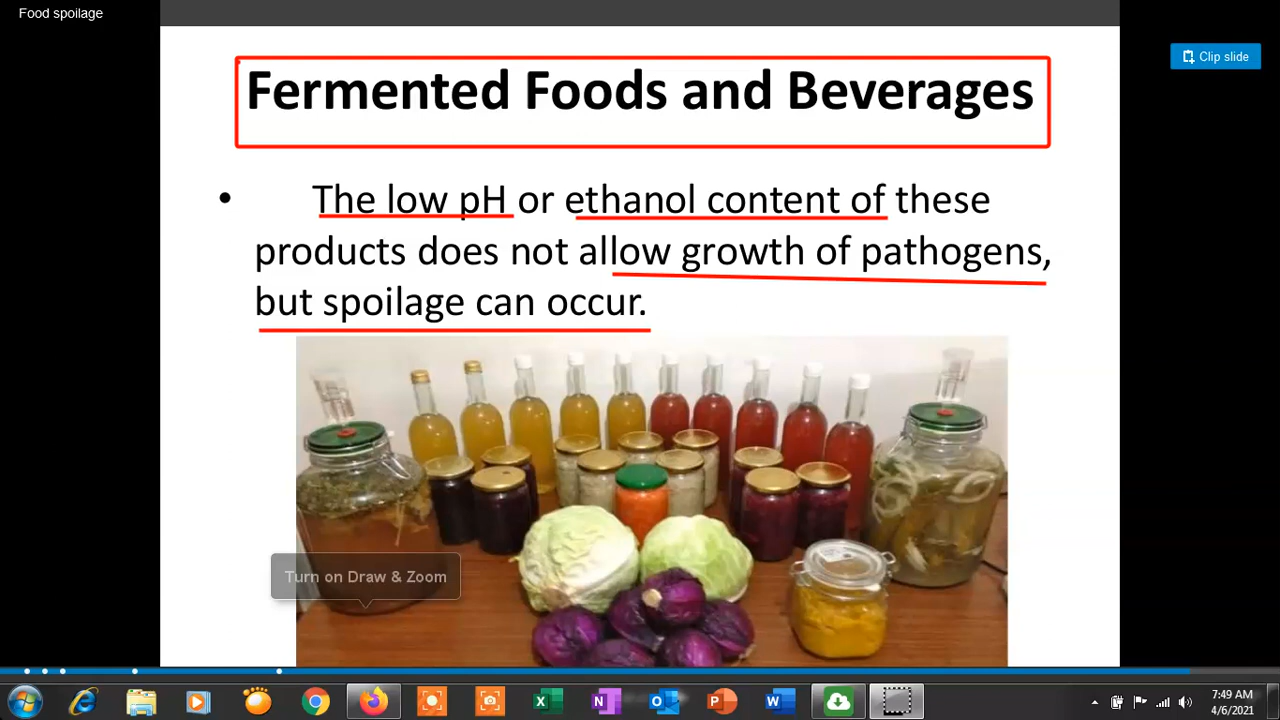 Food spoilage
Clip slide
Fermented Foods and Beverages
• The low pH or ethanol content of these
products does not allow growth of pathogens,
but spoilage can occur.
Turn on Draw & Zoom
7:49 AM
4/6/2021